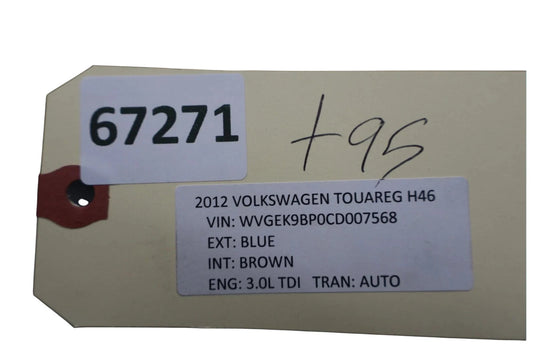 67271
+95
2012 VOLKSWAGEN TOUAREG H46
VIN: WVGEK9BP0CD007568
EXT: BLUE
INT: BROWN
ENG: 3.0L TDI TRAN: AUTO